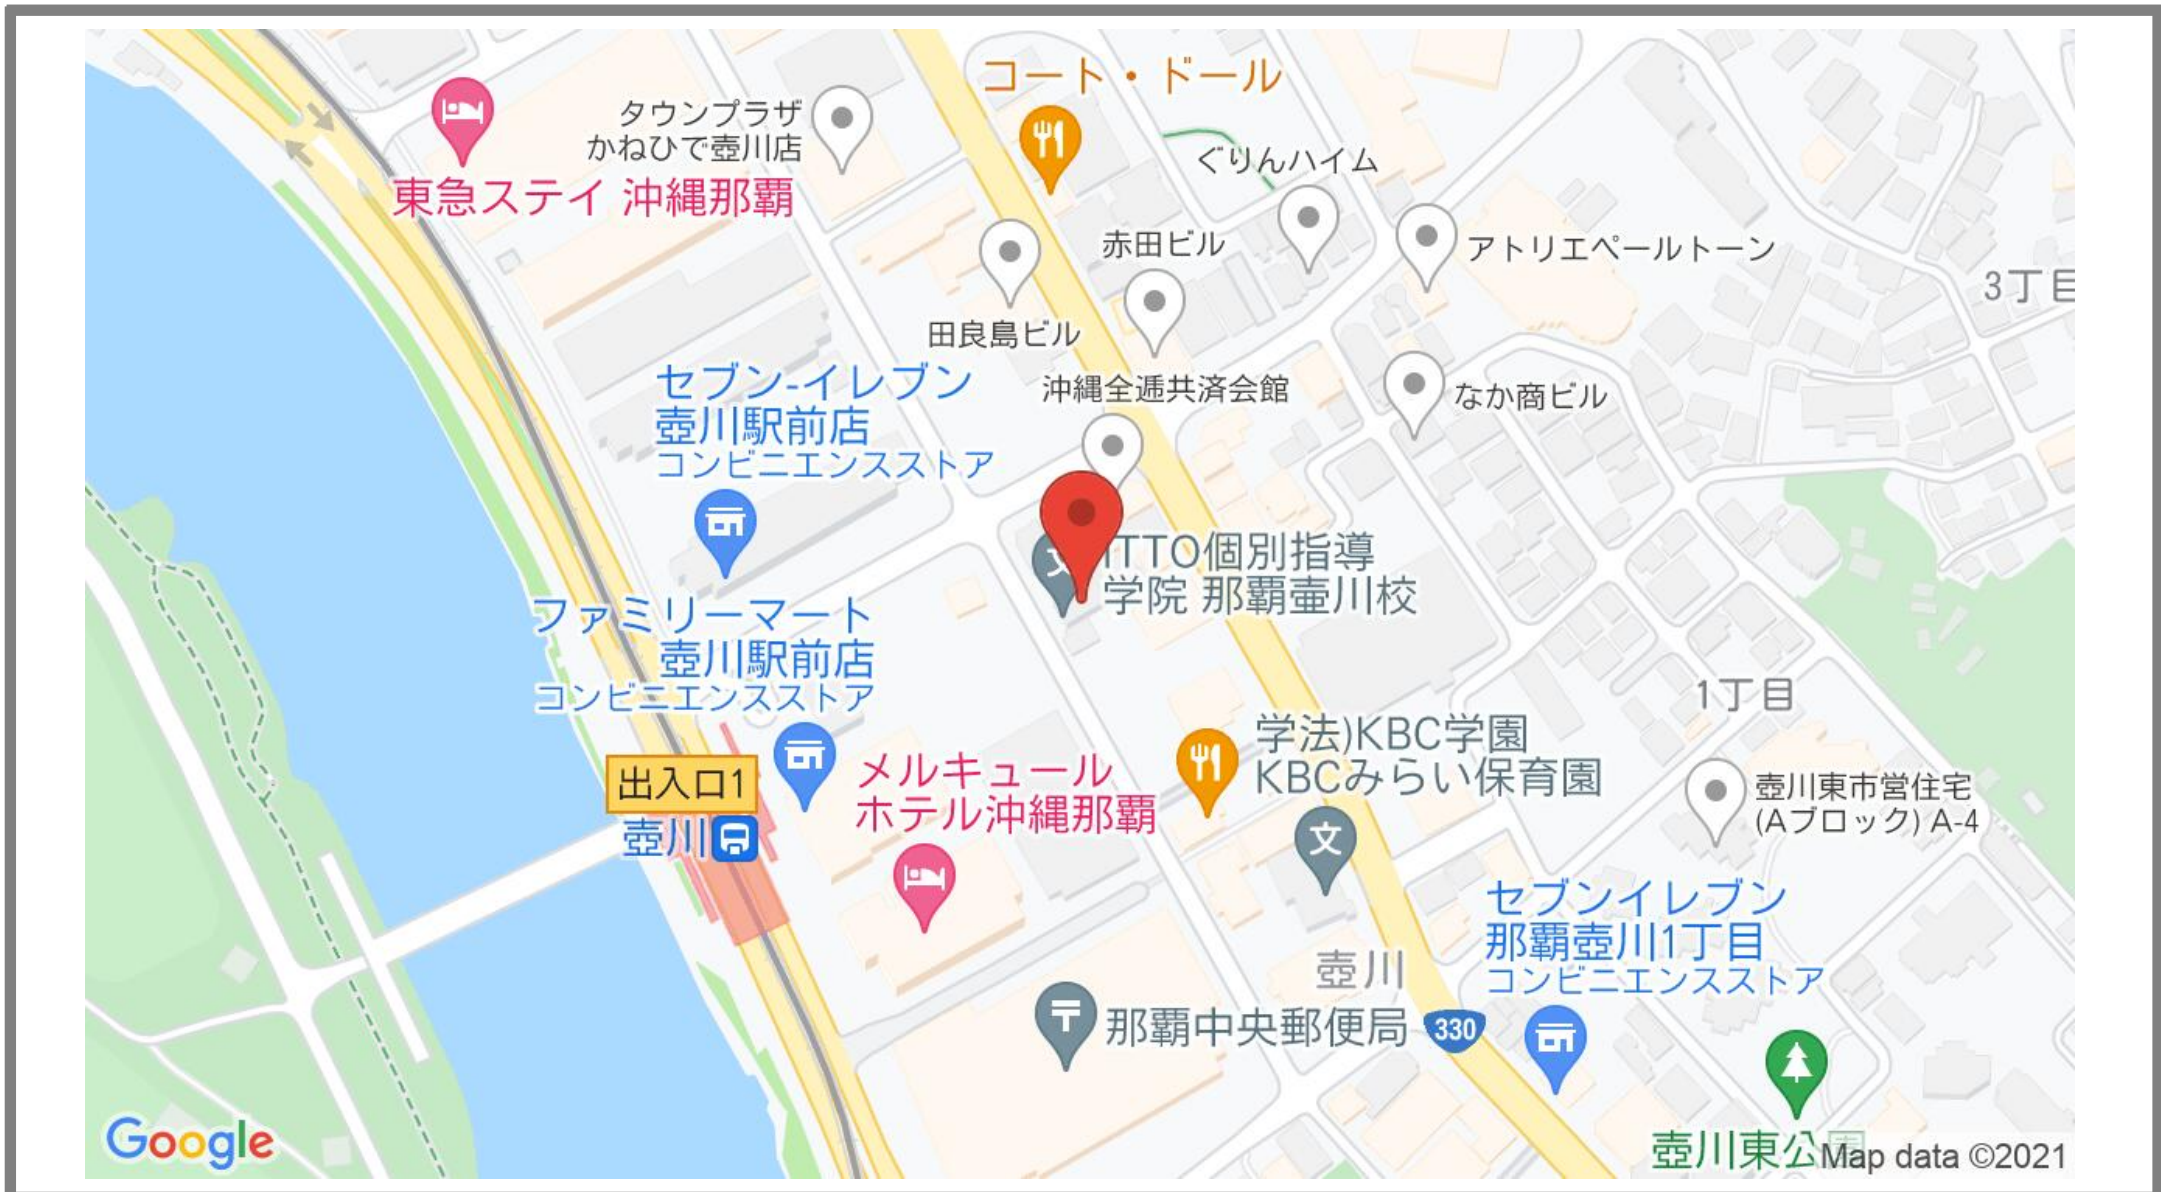 コート・ドール
タウンプラザ
かねひで壺川店
東急ステイ 沖縄那覇
ぐりんハイム
赤田ビル
アトリエペールトーン
3丁目
田良島ビル
セブン-イレブン
壺川駅前店
コンビニエンスストア
沖縄全逓共済会館
なか商ビル
文
ITTO個別指導
学院 那覇壷川校
ファミリーマート
壺川駅前店
コンビニエンスストア
1丁目
学法)KBC学園
KBCみらい保育園
文
出入口1
壺川
メルキュール
ホテル沖縄那覇
壺川東市営住宅
(Aブロック) A-4
セブンイレブン
那覇壺川1丁目
コンビニエンスストア
壺川
〒
那覇中央郵便局
330
Google
壺川東公園
Map data ©2021